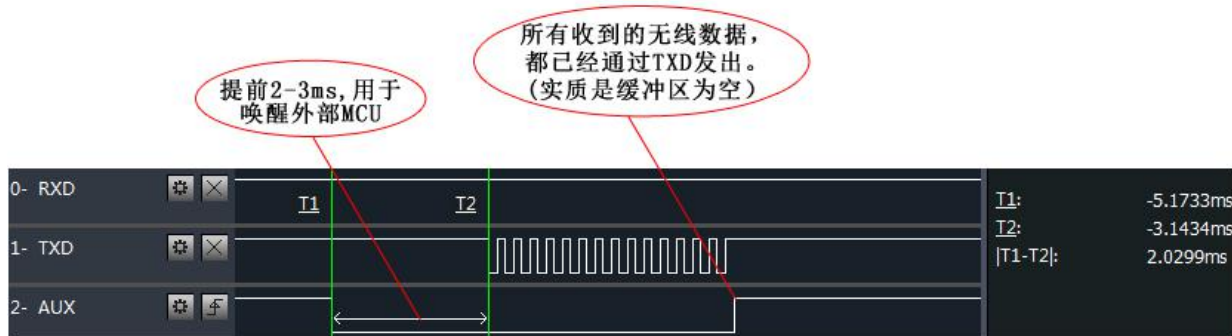 所有收到的无线数据，
都已经通过TXD发出。
(实质是缓冲区为空）
提前2-3ms,用于
唤醒外部MCU
0- RXD
T1
T2
1- TXD
2- AUX
T1: -5.1733ms
T2: -3.1434ms
|T1-T2|: 2.0299ms